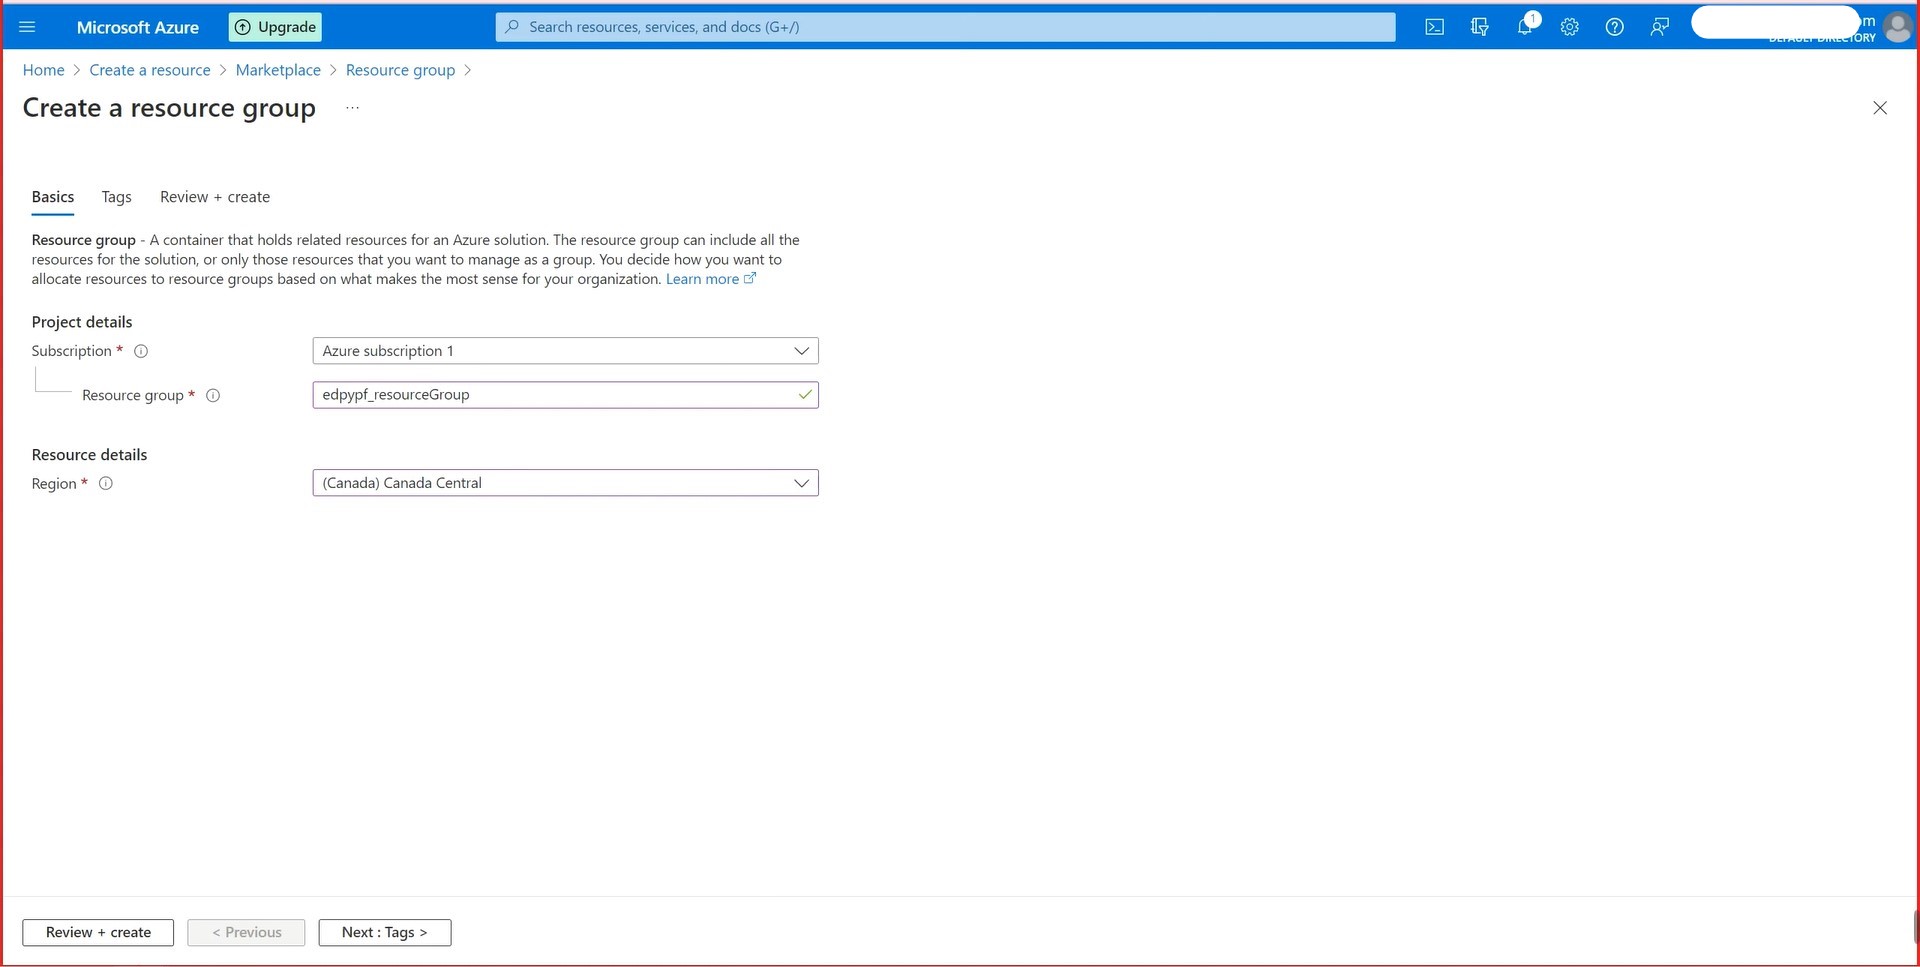 Microsoft Azure
Upgrade
Search resources, services, and docs (G+/)
1
m
DEFAULT DIRECTORY
Home > Create a resource > Marketplace > Resource group >
Create a resource group ...
Basics Tags Review + create
Resource group - A container that holds related resources for an Azure solution. The resource group can include all the
resources for the solution, or only those resources that you want to manage as a group. You decide how you want to
allocate resources to resource groups based on what makes the most sense for your organization. Learn more
Project details
Subscription *
Azure subscription 1
Resource group *
edpypf_resourceGroup
Resource details
Region *
(Canada) Canada Central
Review + create
< Previous
Next : Tags >